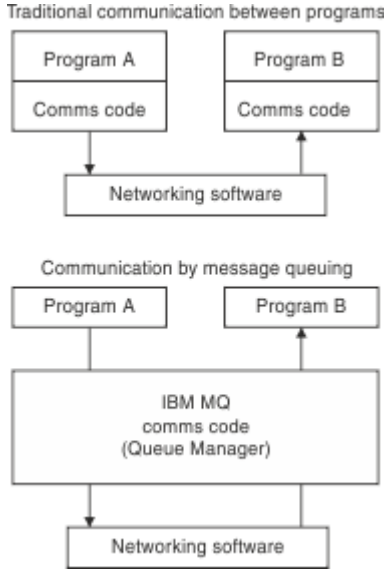 Traditional communication between programs
Program A
Program B
Comms code
Comms code
Networking software
Communication by message queuing
Program A
Program B
IBM MQ
comms code
(Queue Manager)
Networking software